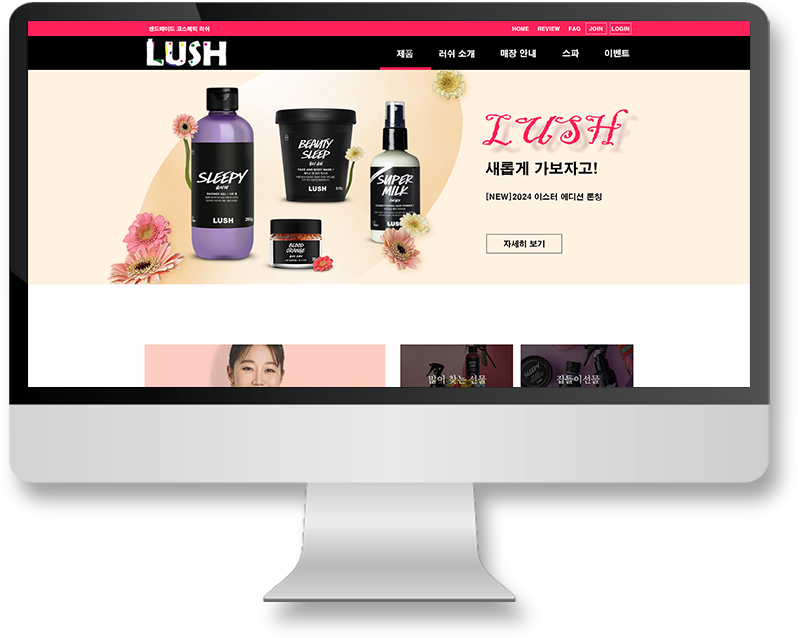 핸드메이드 코스메틱 러쉬
HOME REVIEW FAQ JOIN LOGIN
LUSH
제품 러쉬 소개 매장 안내 스파 이벤트
SLEEPY
SHOWER GEL
LUSH
BEAUTY
SLEEP
FACE AND BODY MASK
LUSH
SUPER
MILK
LUSH
BLOOD
ORANGE
LUSH
새롭게 가보자고!
[NEW]2024 이스터 에디션 론칭
자세히 보기
많이 찾는 선물
집들이선물
SLEEPY